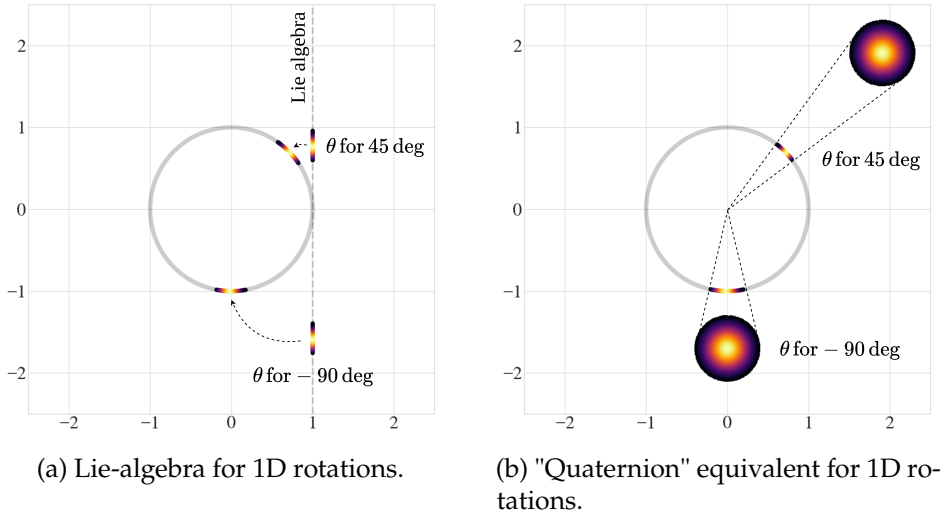 2
1
0
−1
−2
−2
−1
0
1
2
Lie algebra
θ for 45 deg
θ for − 90 deg
(a) Lie-algebra for 1D rotations.
2
1
0
−1
−2
−2
−1
0
1
2
θ for 45 deg
θ for − 90 deg
(b) "Quaternion" equivalent for 1D ro-
tations.